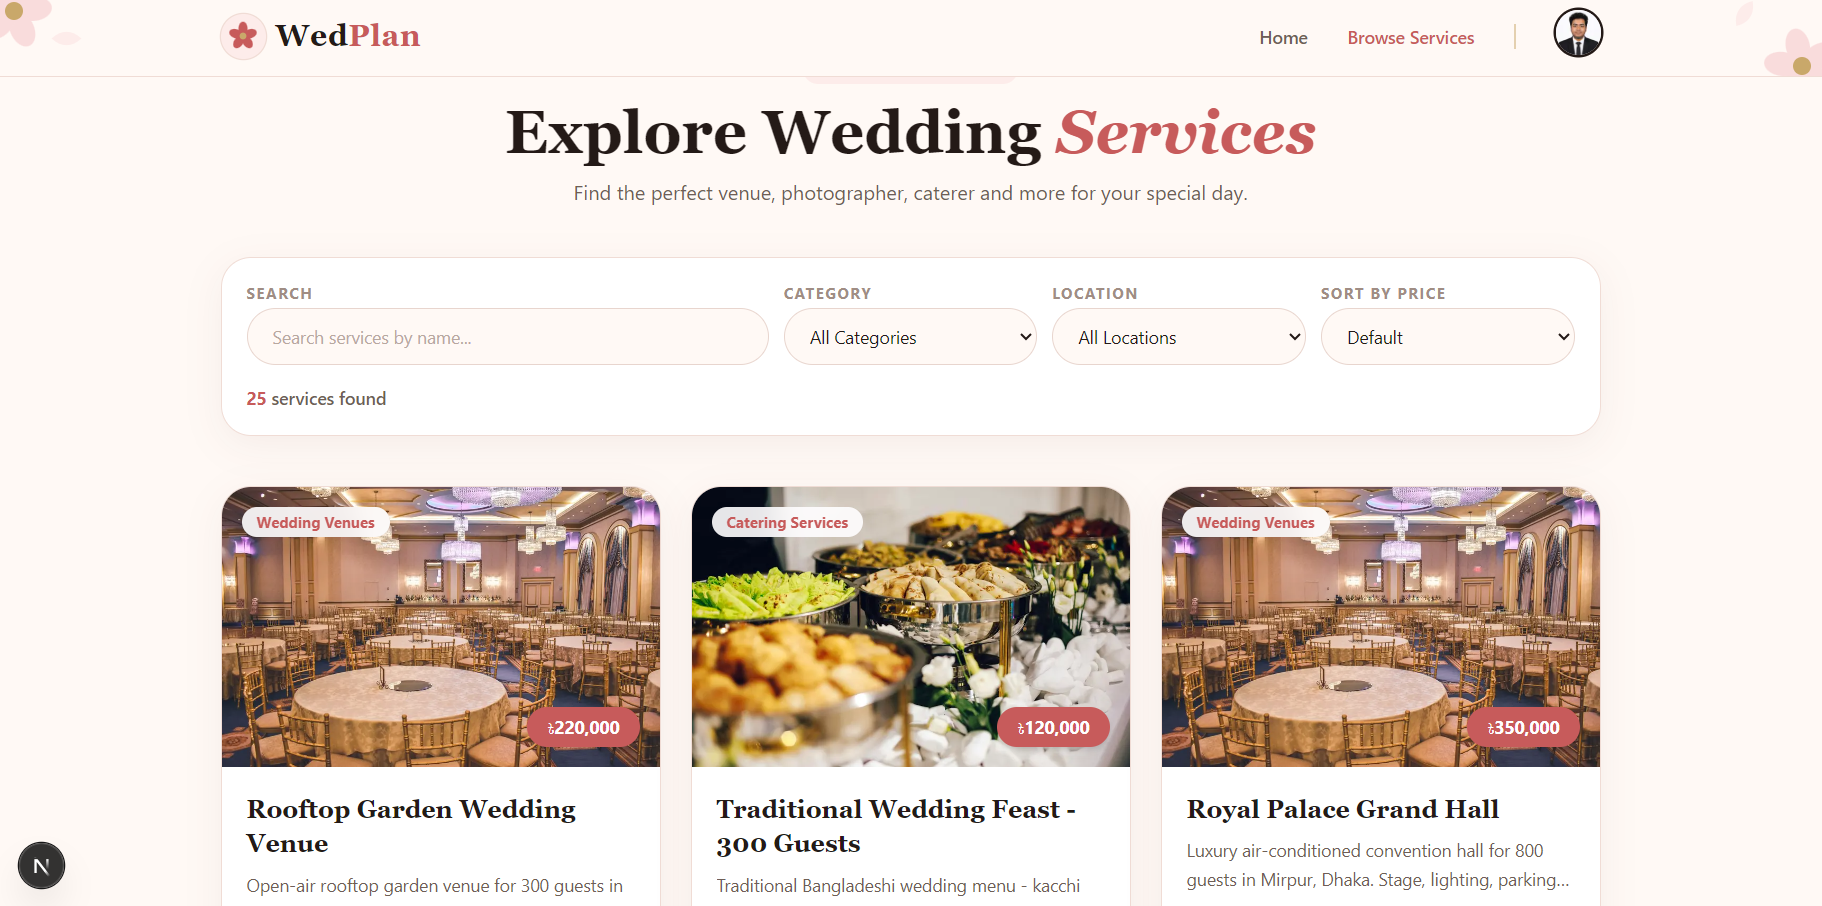 WedPlan
Home
Browse Services
Explore Wedding Services
Find the perfect venue, photographer, caterer and more for your special day.
SEARCH
CATEGORY
LOCATION
SORT BY PRICE
Search services by name...
All Categories
All Locations
Default
25 services found
Wedding Venues
৳220,000
Rooftop Garden Wedding
Venue
Open-air rooftop garden venue for 300 guests in
Catering Services
৳120,000
Traditional Wedding Feast -
300 Guests
Traditional Bangladeshi wedding menu - kacchi
Wedding Venues
৳350,000
Royal Palace Grand Hall
Luxury air-conditioned convention hall for 800
guests in Mirpur, Dhaka. Stage, lighting, parking...
N